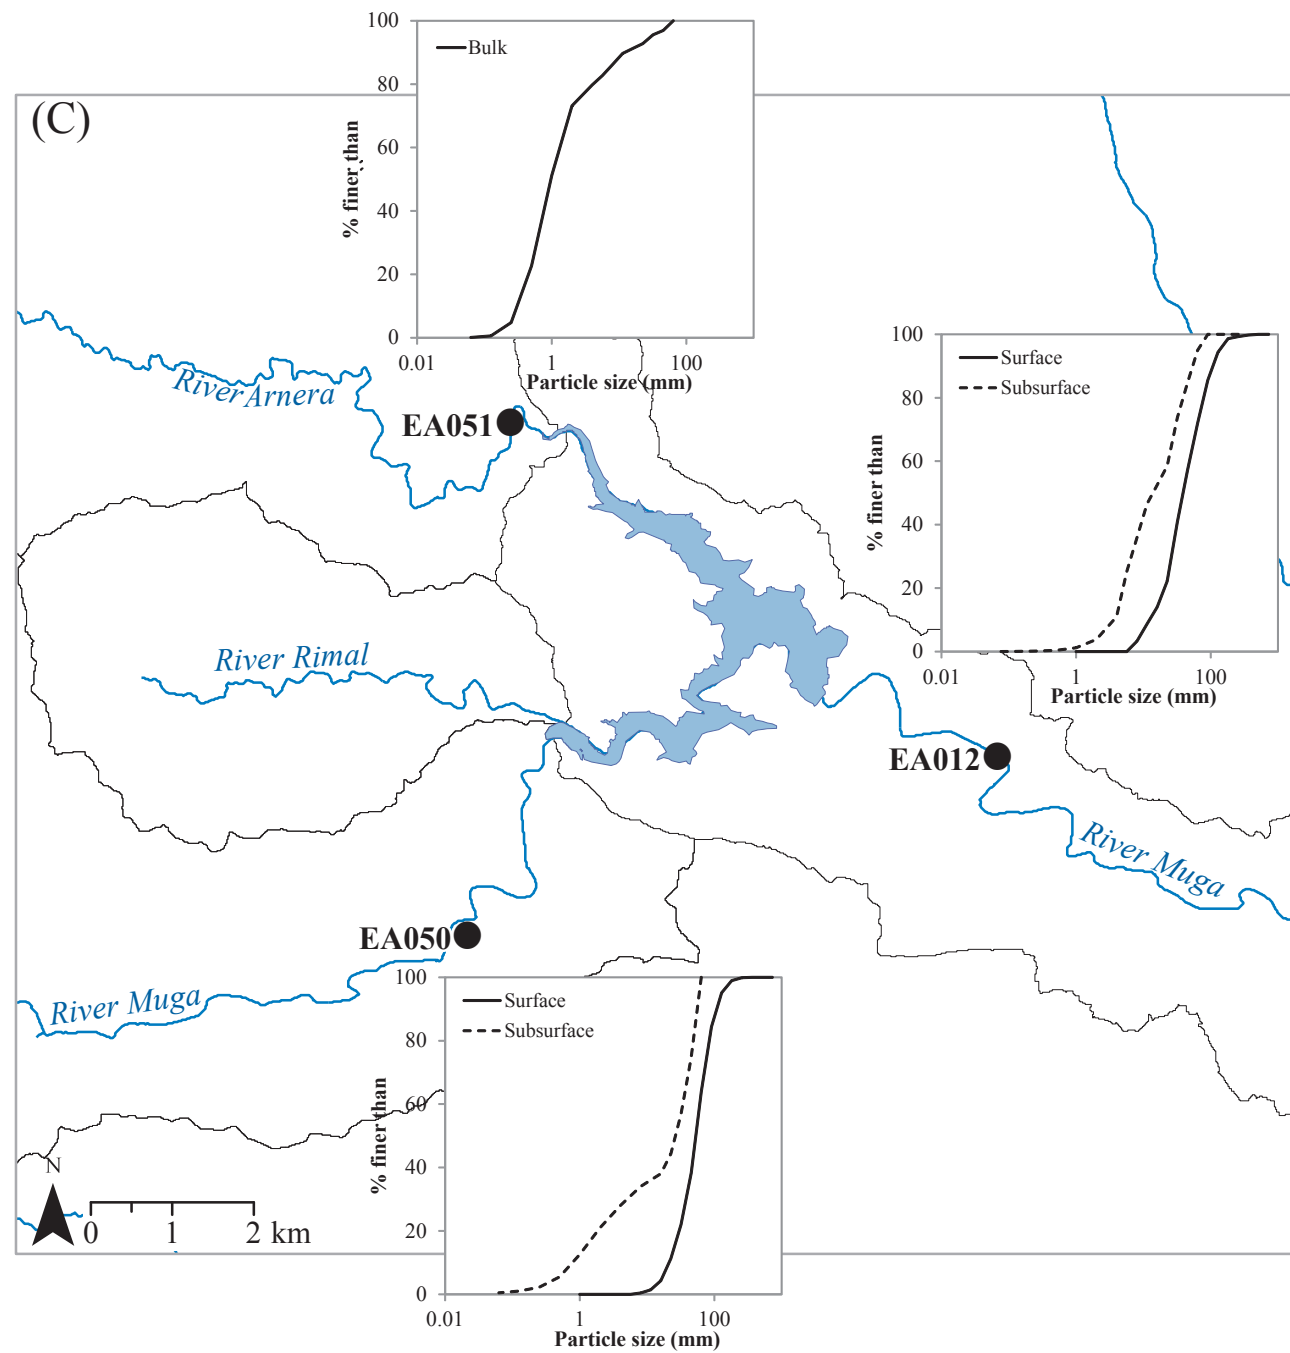 (C)
100
80
60
40
20
0
% finer than
Bulk
0.01
1
100
Particle size (mm)
River Arnera
EA051
100
80
60
40
20
0
% finer than
Surface
Subsurface
0.01
1
100
Particle size (mm)
River Rimal
EA012
River Muga
EA050
River Muga
100
80
60
40
20
0
% finer than
Surface
Subsurface
0.01
1
100
Particle size (mm)
N
0 1 2 km